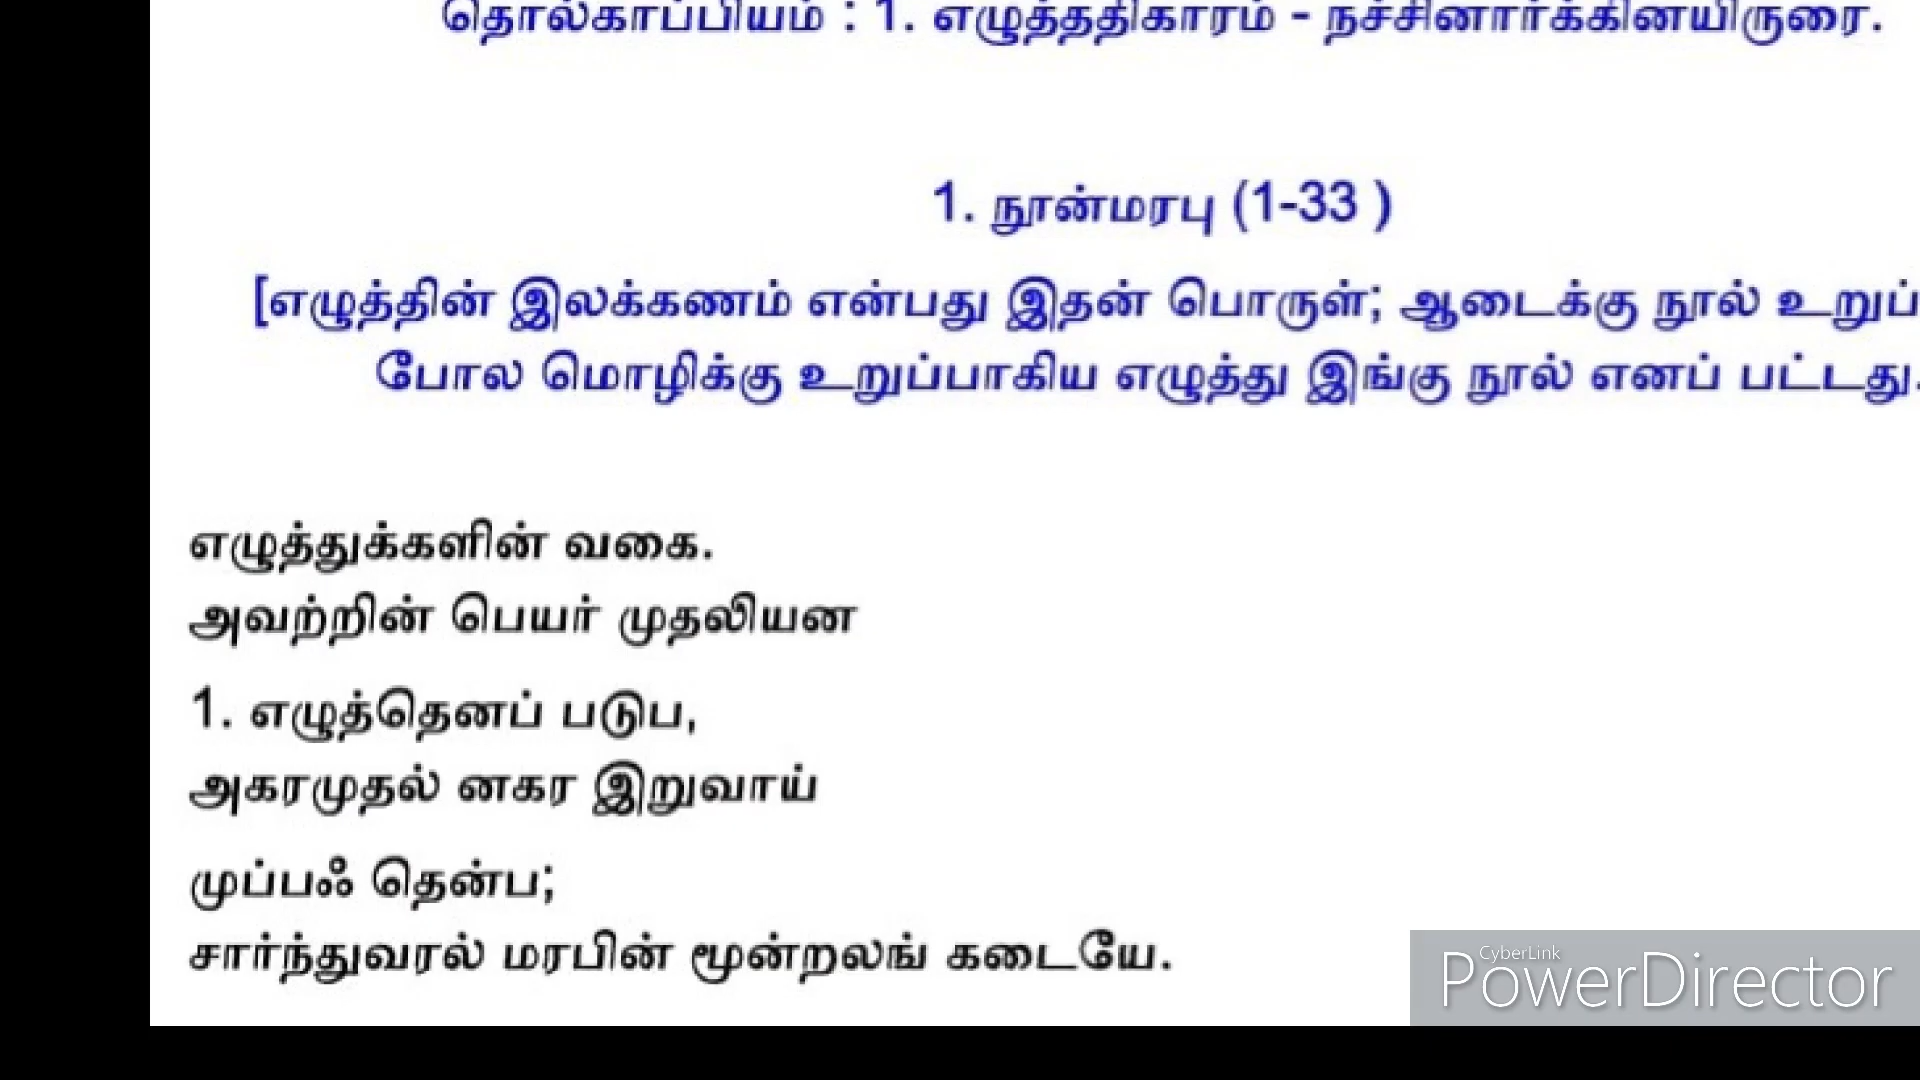 தொல்காப்பியம் : 1. எழுத்ததிகாரம் - நச்சினார்க்கினயிருரை.
1. நூன்மரபு (1-33 )
[எழுத்தின் இலக்கணம் என்பது இதன் பொருள்; ஆடைக்கு நூல்
போல மொழிக்கு உறுப்பாகிய எழுத்து இங்கு நூல் எனப் பட்டது.
எழுத்துக்களின் வகை.
அவற்றின் பெயர் முதலியன
1. எழுத்தெனப் படுப,
அகரமுதல் னகர இறுவாய்
முப்பஃ தென்ப;
சார்ந்துவரல் மரபின் மூன்றலங் கடையே.
CyberLink
PowerDirector